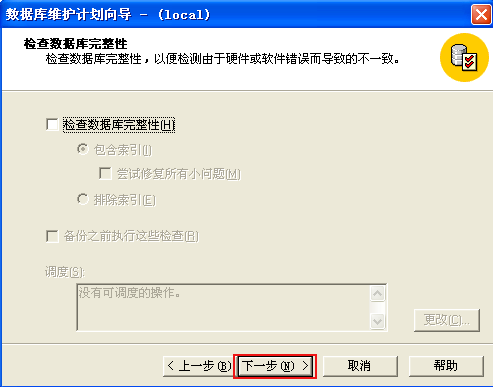 数据库维护计划向导 - (local)
检查数据库完整性
检查数据库完整性，以便检测由于硬件或软件错误而导致的不一致。
检查数据库完整性(H)
包含索引(I)
尝试修复所有小问题(M)
排除索引(E)
备份之前执行这些检查(R)
调度(S):
没有可调度的操作。
更改(C)...
< 上一步(B) 下一步(N) > 取消 帮助